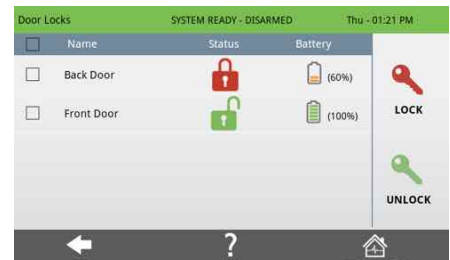 Door Locks SYSTEM READY - DISARMED Thu - 01:21 PM
Name Status Battery
Back Door (60%)
Front Door (100%)
LOCK
UNLOCK
?